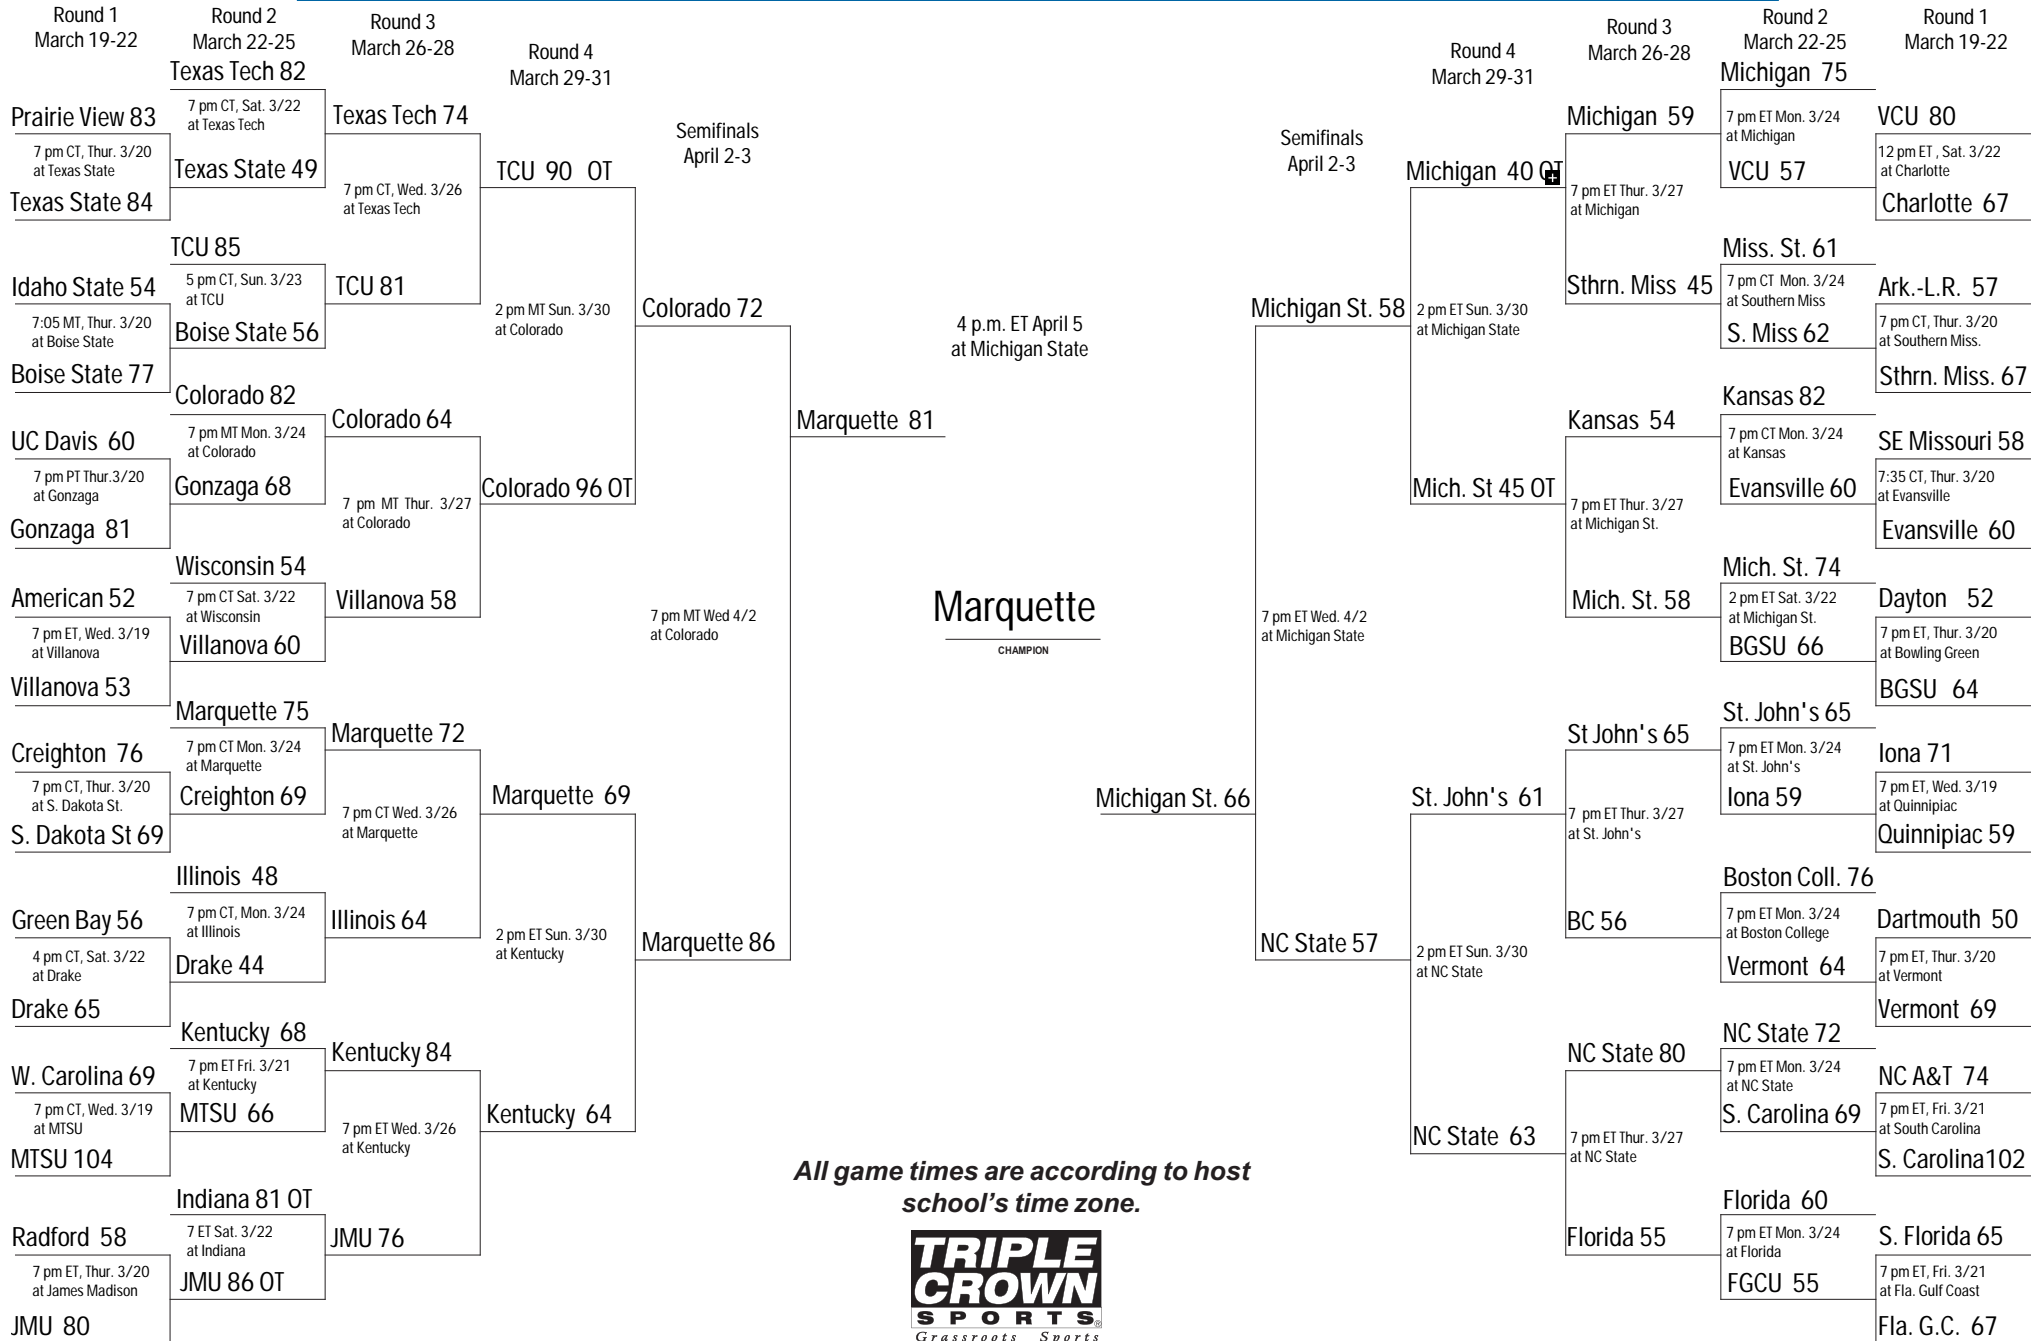 Round 1
March 19-22
Round 2
March 22-25
Round 3
March 26-28
Round 4
March 29-31
Semifinals
April 2-3
Prairie View 83
7 pm CT, Thur. 3/20
at Texas State
Texas State 84
Idaho State 54
7:05 MT, Thur. 3/20
at Boise State
Boise State 77
UC Davis 60
7 pm PT Thur.3/20
at Gonzaga
Gonzaga 81
American 52
7 pm ET, Wed. 3/19
at Villanova
Villanova 53
Creighton 76
7 pm CT, Thur. 3/20
at S. Dakota St.
S. Dakota St 69
Green Bay 56
4 pm CT, Sat. 3/22
at Drake
Drake 65
W. Carolina 69
7 pm CT, Wed. 3/19
at MTSU
MTSU 104
Radford 58
7 pm ET, Thur. 3/20
at James Madison
JMU 80
Texas Tech 82
7 pm CT, Sat. 3/22
at Texas Tech
Texas State 49
TCU 85
5 pm CT, Sun. 3/23
at TCU
Boise State 56
Colorado 82
7 pm MT Mon. 3/24
at Colorado
Gonzaga 68
Wisconsin 54
7 pm CT Sat. 3/22
at Wisconsin
Villanova 60
Marquette 75
7 pm CT Mon. 3/24
at Marquette
Creighton 69
Illinois 48
7 pm CT, Mon. 3/24
at Illinois
Drake 44
Kentucky 68
7 pm ET Fri. 3/21
at Kentucky
MTSU 66
Indiana 81 OT
7 ET Sat. 3/22
at Indiana
JMU 86 OT
Texas Tech 74
7 pm CT, Wed. 3/26
at Texas Tech
TCU 81
Colorado 64
7 pm MT Thur. 3/27
at Colorado
Villanova 58
Marquette 72
7 pm CT Wed. 3/26
at Marquette
Illinois 64
Kentucky 84
7 pm ET Wed. 3/26
at Kentucky
JMU 76
TCU 90 OT
2 pm MT Sun. 3/30
at Colorado
Colorado 96 OT
Marquette 69
2 pm ET Sun. 3/30
at Kentucky
Kentucky 64
Colorado 72
7 pm MT Wed 4/2
at Colorado
Marquette 86
Marquette 81
4 p.m. ET April 5
at Michigan State
Marquette
CHAMPION
Michigan St. 66
All game times are according to host
school's time zone.
TRIPLE
CROWN
SPORTS®
Grassroots Sports
Semifinals
April 2-3
Round 4
March 29-31
Round 3
March 26-28
Round 2
March 22-25
Round 1
March 19-22
Michigan St. 58
7 pm ET Wed. 4/2
at Michigan State
NC State 57
Michigan 40 OT
2 pm ET Sun. 3/30
at Michigan State
Mich. St 45 OT
St. John's 61
2 pm ET Sun. 3/30
at NC State
NC State 63
Michigan 59
7 pm ET Thur. 3/27
at Michigan
Sthrn. Miss 45
Kansas 54
7 pm ET Thur. 3/27
at Michigan St.
Mich. St. 58
St John's 65
7 pm ET Thur. 3/27
at St. John's
BC 56
NC State 80
7 pm ET Thur. 3/27
at NC State
Florida 55
Michigan 75
7 pm ET Mon. 3/24
at Michigan
VCU 57
Miss. St. 61
7 pm CT Mon. 3/24
at Southern Miss
S. Miss 62
Kansas 82
7 pm CT Mon. 3/24
at Kansas
Evansville 60
Mich. St. 74
2 pm ET Sat. 3/22
at Michigan St.
BGSU 66
St. John's 65
7 pm ET Mon. 3/24
at St. John's
Iona 59
Boston Coll. 76
7 pm ET Mon. 3/24
at Boston College
Vermont 64
NC State 72
7 pm ET Mon. 3/24
at NC State
S. Carolina 69
Florida 60
7 pm ET Mon. 3/24
at Florida
FGCU 55
VCU 80
12 pm ET , Sat. 3/22
at Charlotte
Charlotte 67
Ark.-L.R. 57
7 pm CT, Thur. 3/20
at Southern Miss.
Sthrn. Miss. 67
SE Missouri 58
7:35 CT, Thur. 3/20
at Evansville
Evansville 60
Dayton 52
7 pm ET, Thur. 3/20
at Bowling Green
BGSU 64
Iona 71
7 pm ET, Wed. 3/19
at Quinnipiac
Quinnipiac 59
Dartmouth 50
7 pm ET, Thur. 3/20
at Vermont
Vermont 69
NC A&T 74
7 pm ET, Fri. 3/21
at South Carolina
S. Carolina102
S. Florida 65
7 pm ET, Fri. 3/21
at Fla. Gulf Coast
Fla. G.C. 67